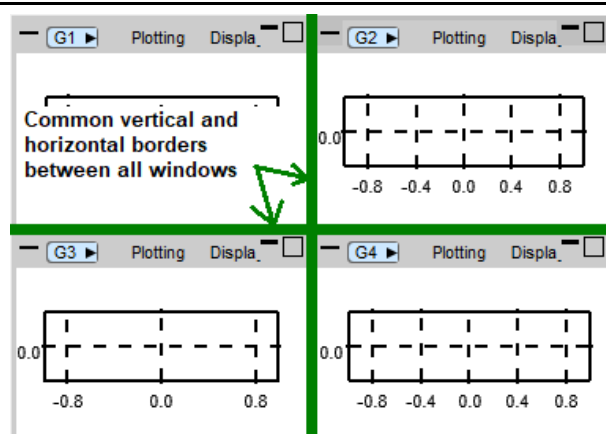 G1 Plotting Displa
G2 Plotting Displa
Common vertical and
horizontal borders
between all windows
0.0
-0.8 -0.4 0.0 0.4 0.8
G3 Plotting Displa
G4 Plotting Displa
0.0
-0.8 0.0 0.8
0.0
-0.8 -0.4 0.0 0.4 0.8